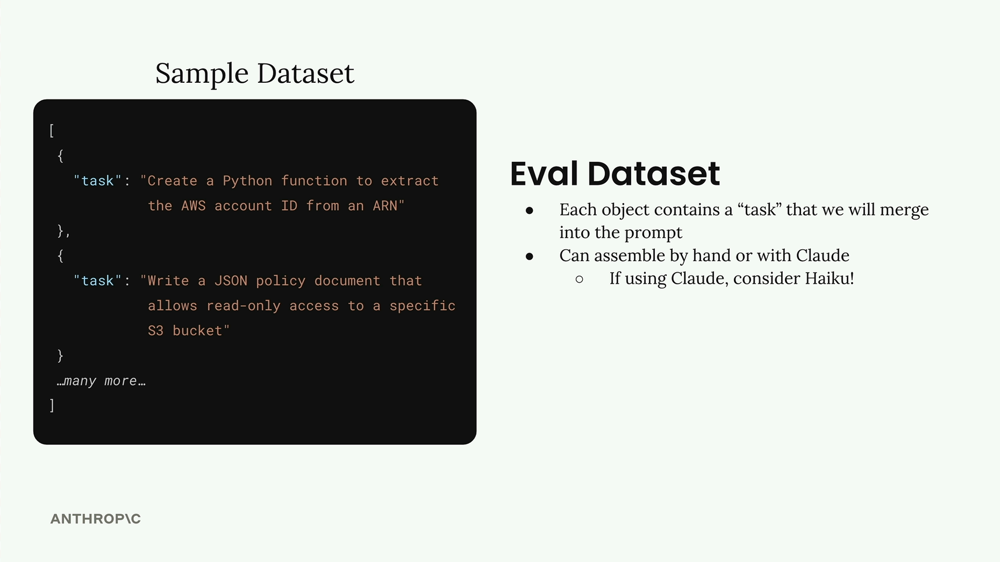 Sample Dataset
[
{
"task": "Create a Python function to extract
the AWS account ID from an ARN"
},
{
"task": "Write a JSON policy document that
allows read-only access to a specific
S3 bucket"
}
…many more…
]
Eval Dataset
● Each object contains a “task” that we will merge
into the prompt
● Can assemble by hand or with Claude
○ If using Claude, consider Haiku!
ANTHROP\C